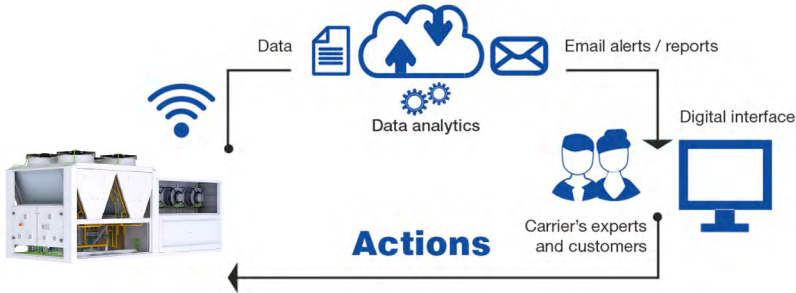 Data
Email alerts / reports
Data analytics
Digital interface
Carrier's experts
and customers
Actions